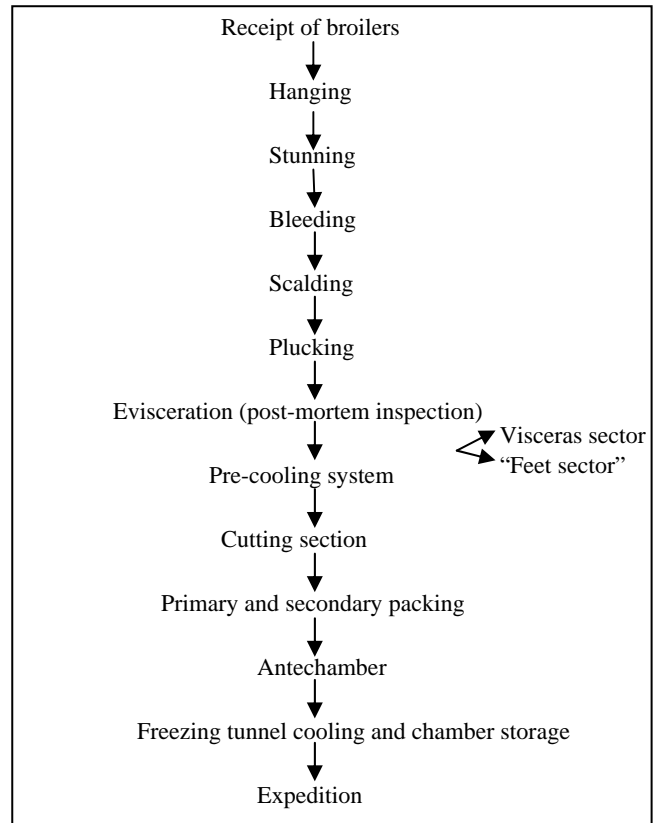 Receipt of broilers
Hanging
Stunning
Bleeding
Scalding
Plucking
Evisceration (post-mortem inspection)
Visceras sector
“Feet sector”
Pre-cooling system
Cutting section
Primary and secondary packing
Antechamber
Freezing tunnel cooling and chamber storage
Expedition